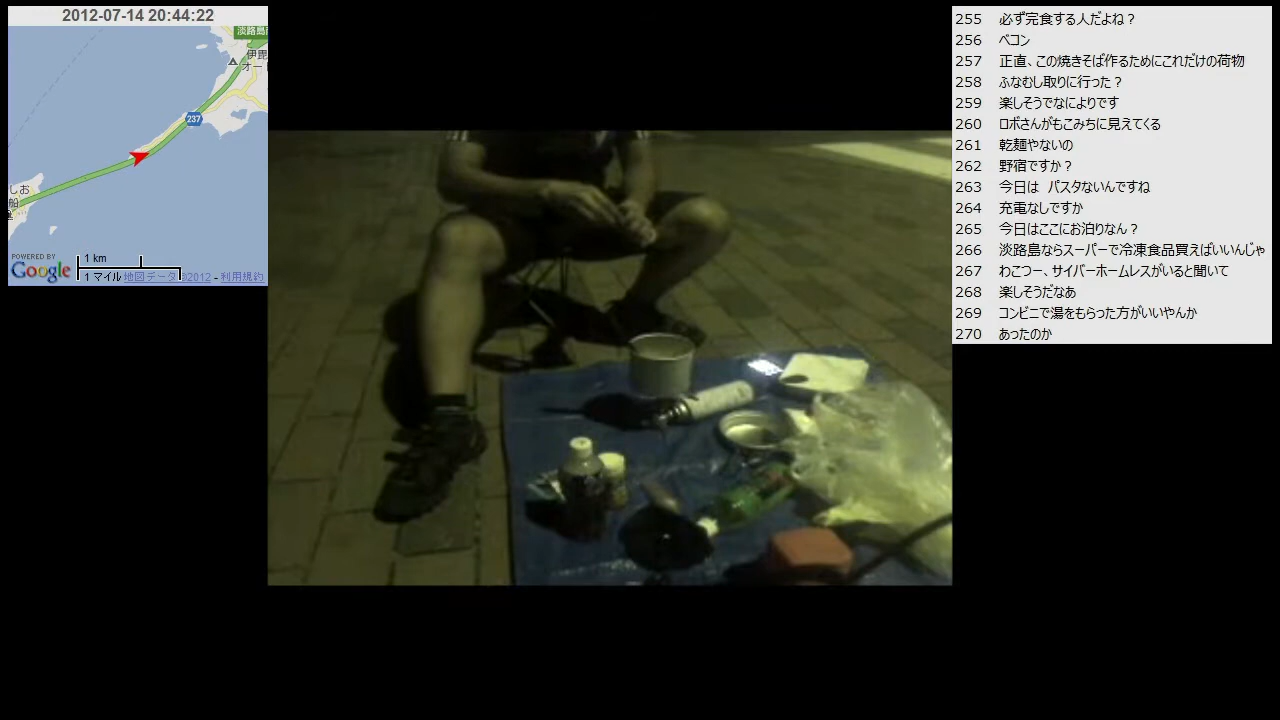 2012-07-14 20:44:22
淡路島
伊毘
オート
237
しお
船
POWERED BY
Google
1 km
1 マイル 地図データ ©2012 - 利用規約
255 必ず完食する人だよね？
256 ベコン
257 正直、この焼きそば作るためにこれだけの荷物
258 ふなむし取りに行った？
259 楽しそうでなによりです
260 ロボさんがもこみちに見えてくる
261 乾麺やないの
262 野宿ですか？
263 今日は パスタないんですね
264 充電なしですか
265 今日はここにお泊りなん？
266 淡路島ならスーパーで冷凍食品買えばいいんじゃ
267 わこつー、サイバーホームレスがいると聞いて
268 楽しそうだなあ
269 コンビニで湯をもらった方がいいやんか
270 あったのか